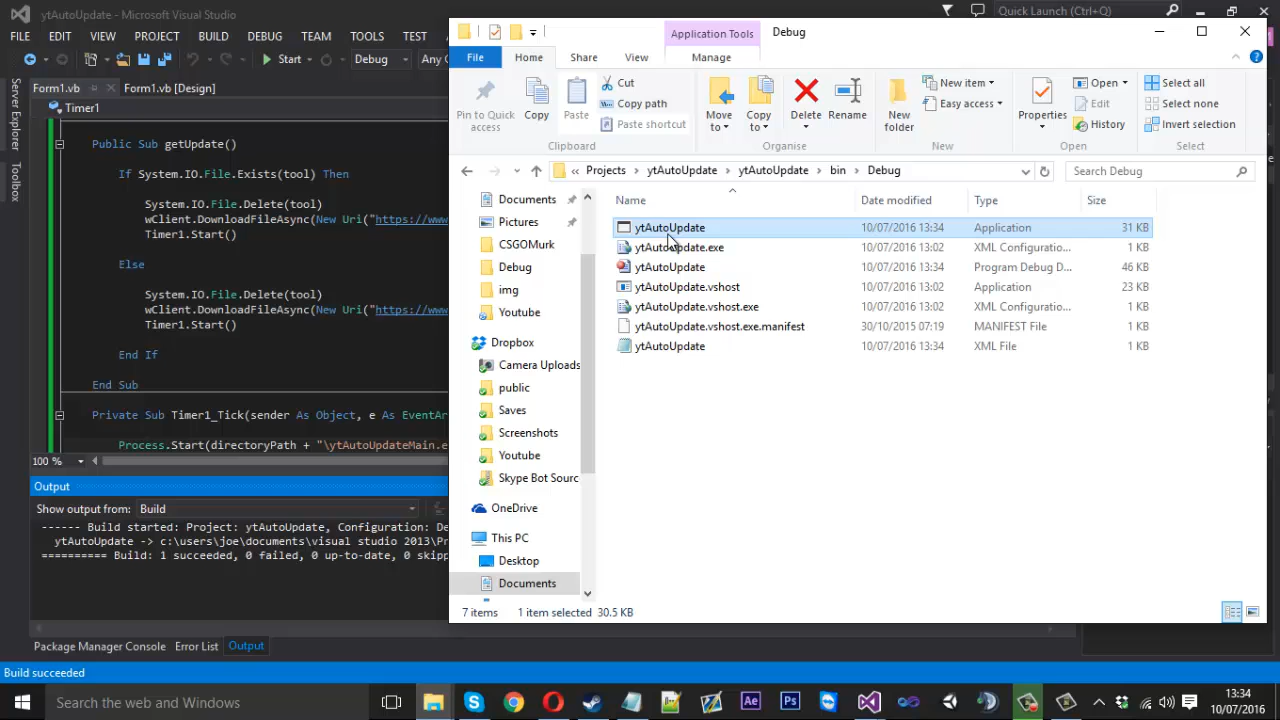 ytAutoUpdate - Microsoft Visual Studio
Quick Launch (Ctrl+Q)
FILE EDIT VIEW PROJECT BUILD DEBUG TEAM TOOLS TEST
Start Debug Any C
Form1.vb Form1.vb [Design]
Timer1
Server Explorer
Toolbox
Public Sub getUpdate()
If System.IO.File.Exists(tool) Then
System.IO.File.Delete(tool)
wClient.DownloadFileAsync(New Uri("https://www
Timer1.Start()
Else
System.IO.File.Delete(tool)
wClient.DownloadFileAsync(New Uri("https://www
Timer1.Start()
End If
End Sub
Private Sub Timer1_Tick(sender As Object, e As EventAr
Process.Start(directoryPath + "\ytAutoUpdateMain.e
100 %
Output
Show output from: Build
------ Build started: Project: ytAutoUpdate, Configuration: De
ytAutoUpdate -> c:\users\joe\documents\visual studio 2013\Pr
========== Build: 1 succeeded, 0 failed, 0 up-to-date, 0 skipp
Package Manager Console Error List Output
Build succeeded
Application Tools Debug
File Home Share View Manage
Pin to Quick access
Copy
Paste
Cut
Copy path
Paste shortcut
Clipboard
Move to
Copy to
Delete
Rename
Organise
New folder
New item
Easy access
New
Properties
Open
Edit
History
Open
Select all
Select none
Invert selection
Select
« Projects ytAutoUpdate ytAutoUpdate bin Debug
Search Debug
Documents
Pictures
CSGOMurk
Debug
img
Youtube
Dropbox
Camera Uploads
public
Saves
Screenshots
Youtube
Skype Bot Sourc
OneDrive
This PC
Desktop
Documents
Name Date modified Type Size
ytAutoUpdate 10/07/2016 13:34 Application 31 KB
ytAutoUpdate.exe 10/07/2016 13:02 XML Configuratio... 1 KB
ytAutoUpdate 10/07/2016 13:34 Program Debug D... 46 KB
ytAutoUpdate.vshost 10/07/2016 13:02 Application 23 KB
ytAutoUpdate.vshost.exe 10/07/2016 13:02 XML Configuratio... 1 KB
ytAutoUpdate.vshost.exe.manifest 30/10/2015 07:19 MANIFEST File 1 KB
ytAutoUpdate 10/07/2016 13:34 XML File 1 KB
7 items 1 item selected 30.5 KB
Search the web and Windows
Ae
Ps
13:34
10/07/2016